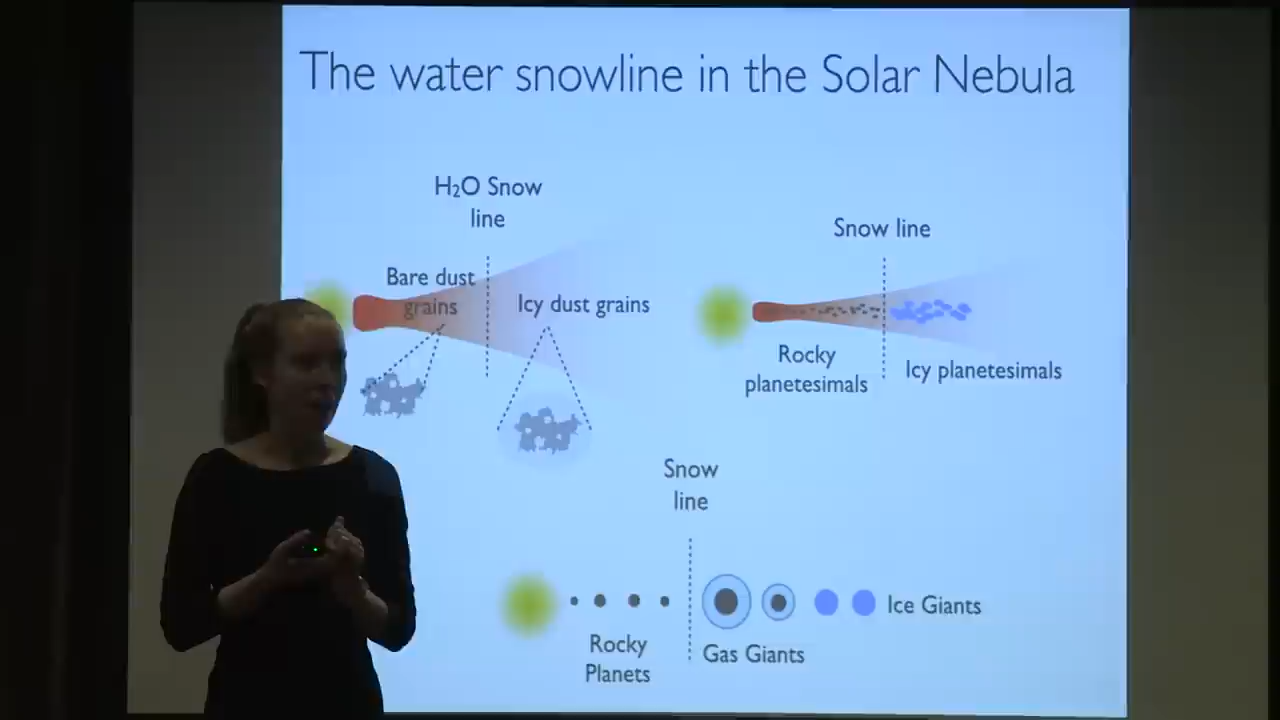 The water snowline in the Solar Nebula
H₂O Snow
line
Bare dust
grains
Icy dust grains
Snow line
Rocky
planetesimals
Icy planetesimals
Snow
line
Rocky
Planets
Gas Giants
Ice Giants